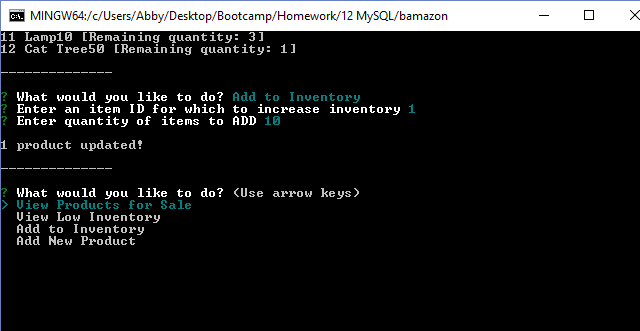 MINGW64:/c/Users/Abby/Desktop/Bootcamp/Homework/12 MySQL/bamazon
11 Lamp10 [Remaining quantity: 3]
12 Cat Tree50 [Remaining quantity: 1]
--------------
? What would you like to do? Add to Inventory
? Enter an item ID for which to increase inventory 1
? Enter quantity of items to ADD 10
1 product updated!
--------------
? What would you like to do? (Use arrow keys)
> View Products for Sale
View Low Inventory
Add to Inventory
Add New Product